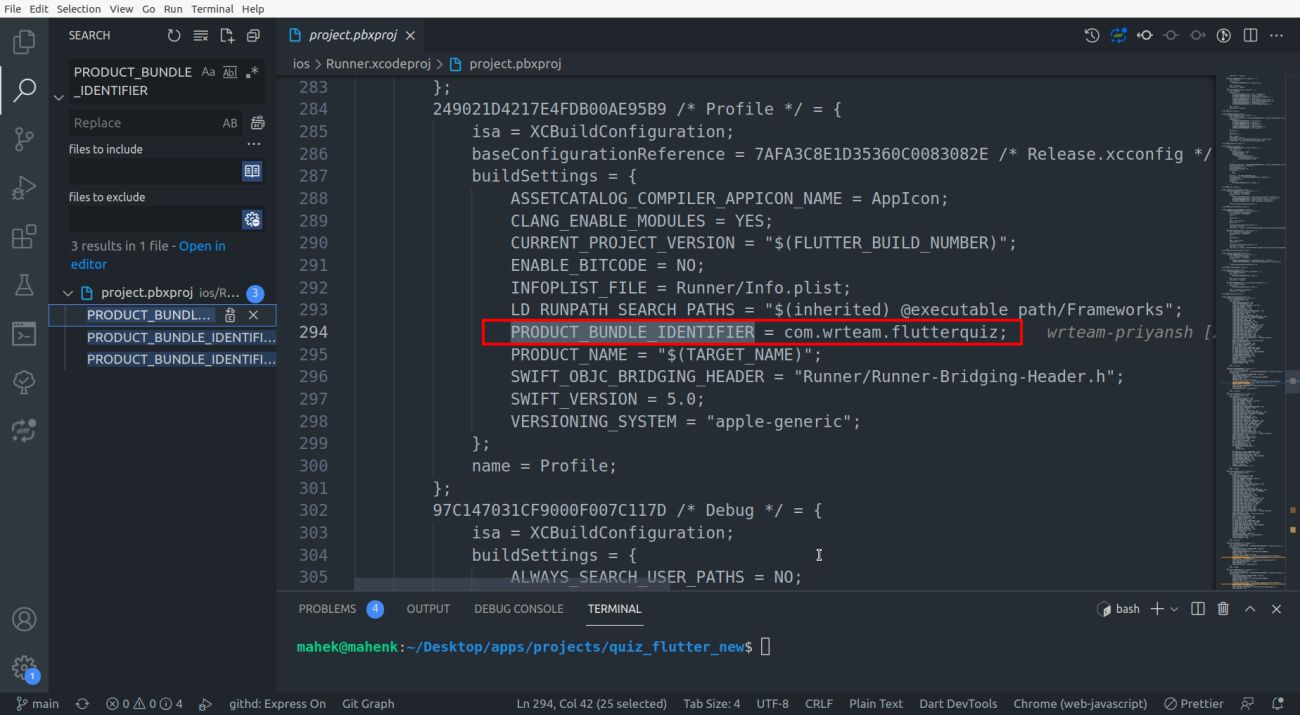 File Edit Selection View Go Run Terminal Help
SEARCH
PRODUCT_BUNDLE
_IDENTIFIER
Aa Ab| .*
Replace AB
files to include
files to exclude
3 results in 1 file - Open in
editor
project.pbxproj ios/R... 3
PRODUCT_BUNDL...
PRODUCT_BUNDLE_IDENTIFI...
PRODUCT_BUNDLE_IDENTIFI...
1
project.pbxproj
ios > Runner.xcodeproj > project.pbxproj
283 };
284 249021D4217E4FDB00AE95B9 /* Profile */ = {
285 isa = XCBuildConfiguration;
286 baseConfigurationReference = 7AFA3C8E1D35360C0083082E /* Release.xcconfig */
287 buildSettings = {
288 ASSETCATALOG_COMPILER_APPICON_NAME = AppIcon;
289 CLANG_ENABLE_MODULES = YES;
290 CURRENT_PROJECT_VERSION = "$(FLUTTER_BUILD_NUMBER)";
291 ENABLE_BITCODE = NO;
292 INFOPLIST_FILE = Runner/Info.plist;
293 LD_RUNPATH_SEARCH_PATHS = "$(inherited) @executable_path/Frameworks";
294 PRODUCT_BUNDLE_IDENTIFIER = com.wrteam.flutterquiz; wrteam-priyansh [
295 PRODUCT_NAME = "$(TARGET_NAME)";
296 SWIFT_OBJC_BRIDGING_HEADER = "Runner/Runner-Bridging-Header.h";
297 SWIFT_VERSION = 5.0;
298 VERSIONING_SYSTEM = "apple-generic";
299 };
300 name = Profile;
301 };
302 97C147031CF9000F007C117D /* Debug */ = {
303 isa = XCBuildConfiguration;
304 buildSettings = {
305 ALWAYS_SEARCH_USER_PATHS = NO;
PROBLEMS 4 OUTPUT DEBUG CONSOLE TERMINAL bash
mahek@mahenk:~/Desktop/apps/projects/quiz_flutter_new$
main 0 0 4 githd: Express On Git Graph Ln 294, Col 42 (25 selected) Tab Size: 4 UTF-8 CRLF Plain Text Dart DevTools Chrome (web-javascript) Prettier